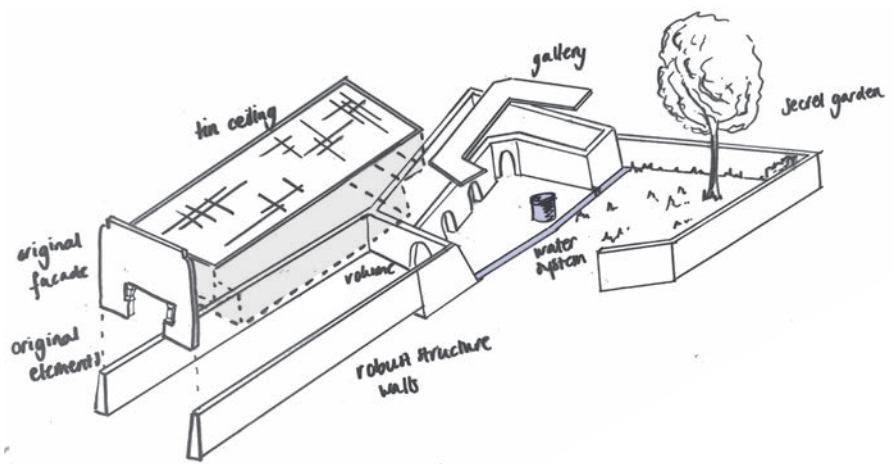 gallery
secret garden
tin ceiling
original
facade
volume
water
system
original
elements
robust structure
walls